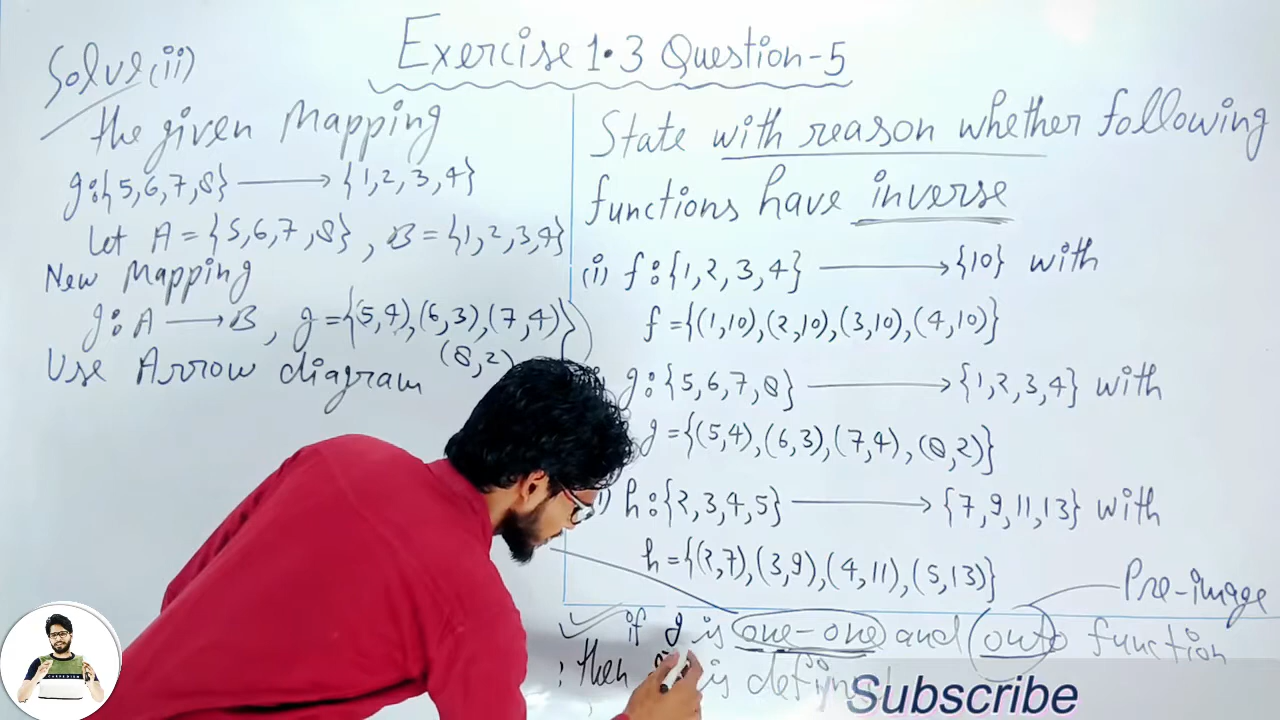 Exercise 1.3 Question-5
Solve(ii)
the given Mapping
g:{5,6,7,8} → {1,2,3,4}
Let A={5,6,7,8}, B={1,2,3,4}
New Mapping
g: A → B, g={(5,4),(6,3),(7,4)}
(8,2)
Use Arrow diagram
State with reason whether following
functions have inverse
(i) f:{1,2,3,4} → {10} with
f={(1,10),(2,10),(3,10),(4,10)}
g:{5,6,7,8} → {1,2,3,4} with
g={(5,4),(6,3),(7,4),(8,2)}
h:{2,3,4,5} → {7,9,11,13} with
h={(2,7),(3,9),(4,11),(5,13)}
Pre-image
if g is one-one and onto function
then is
Subscribe